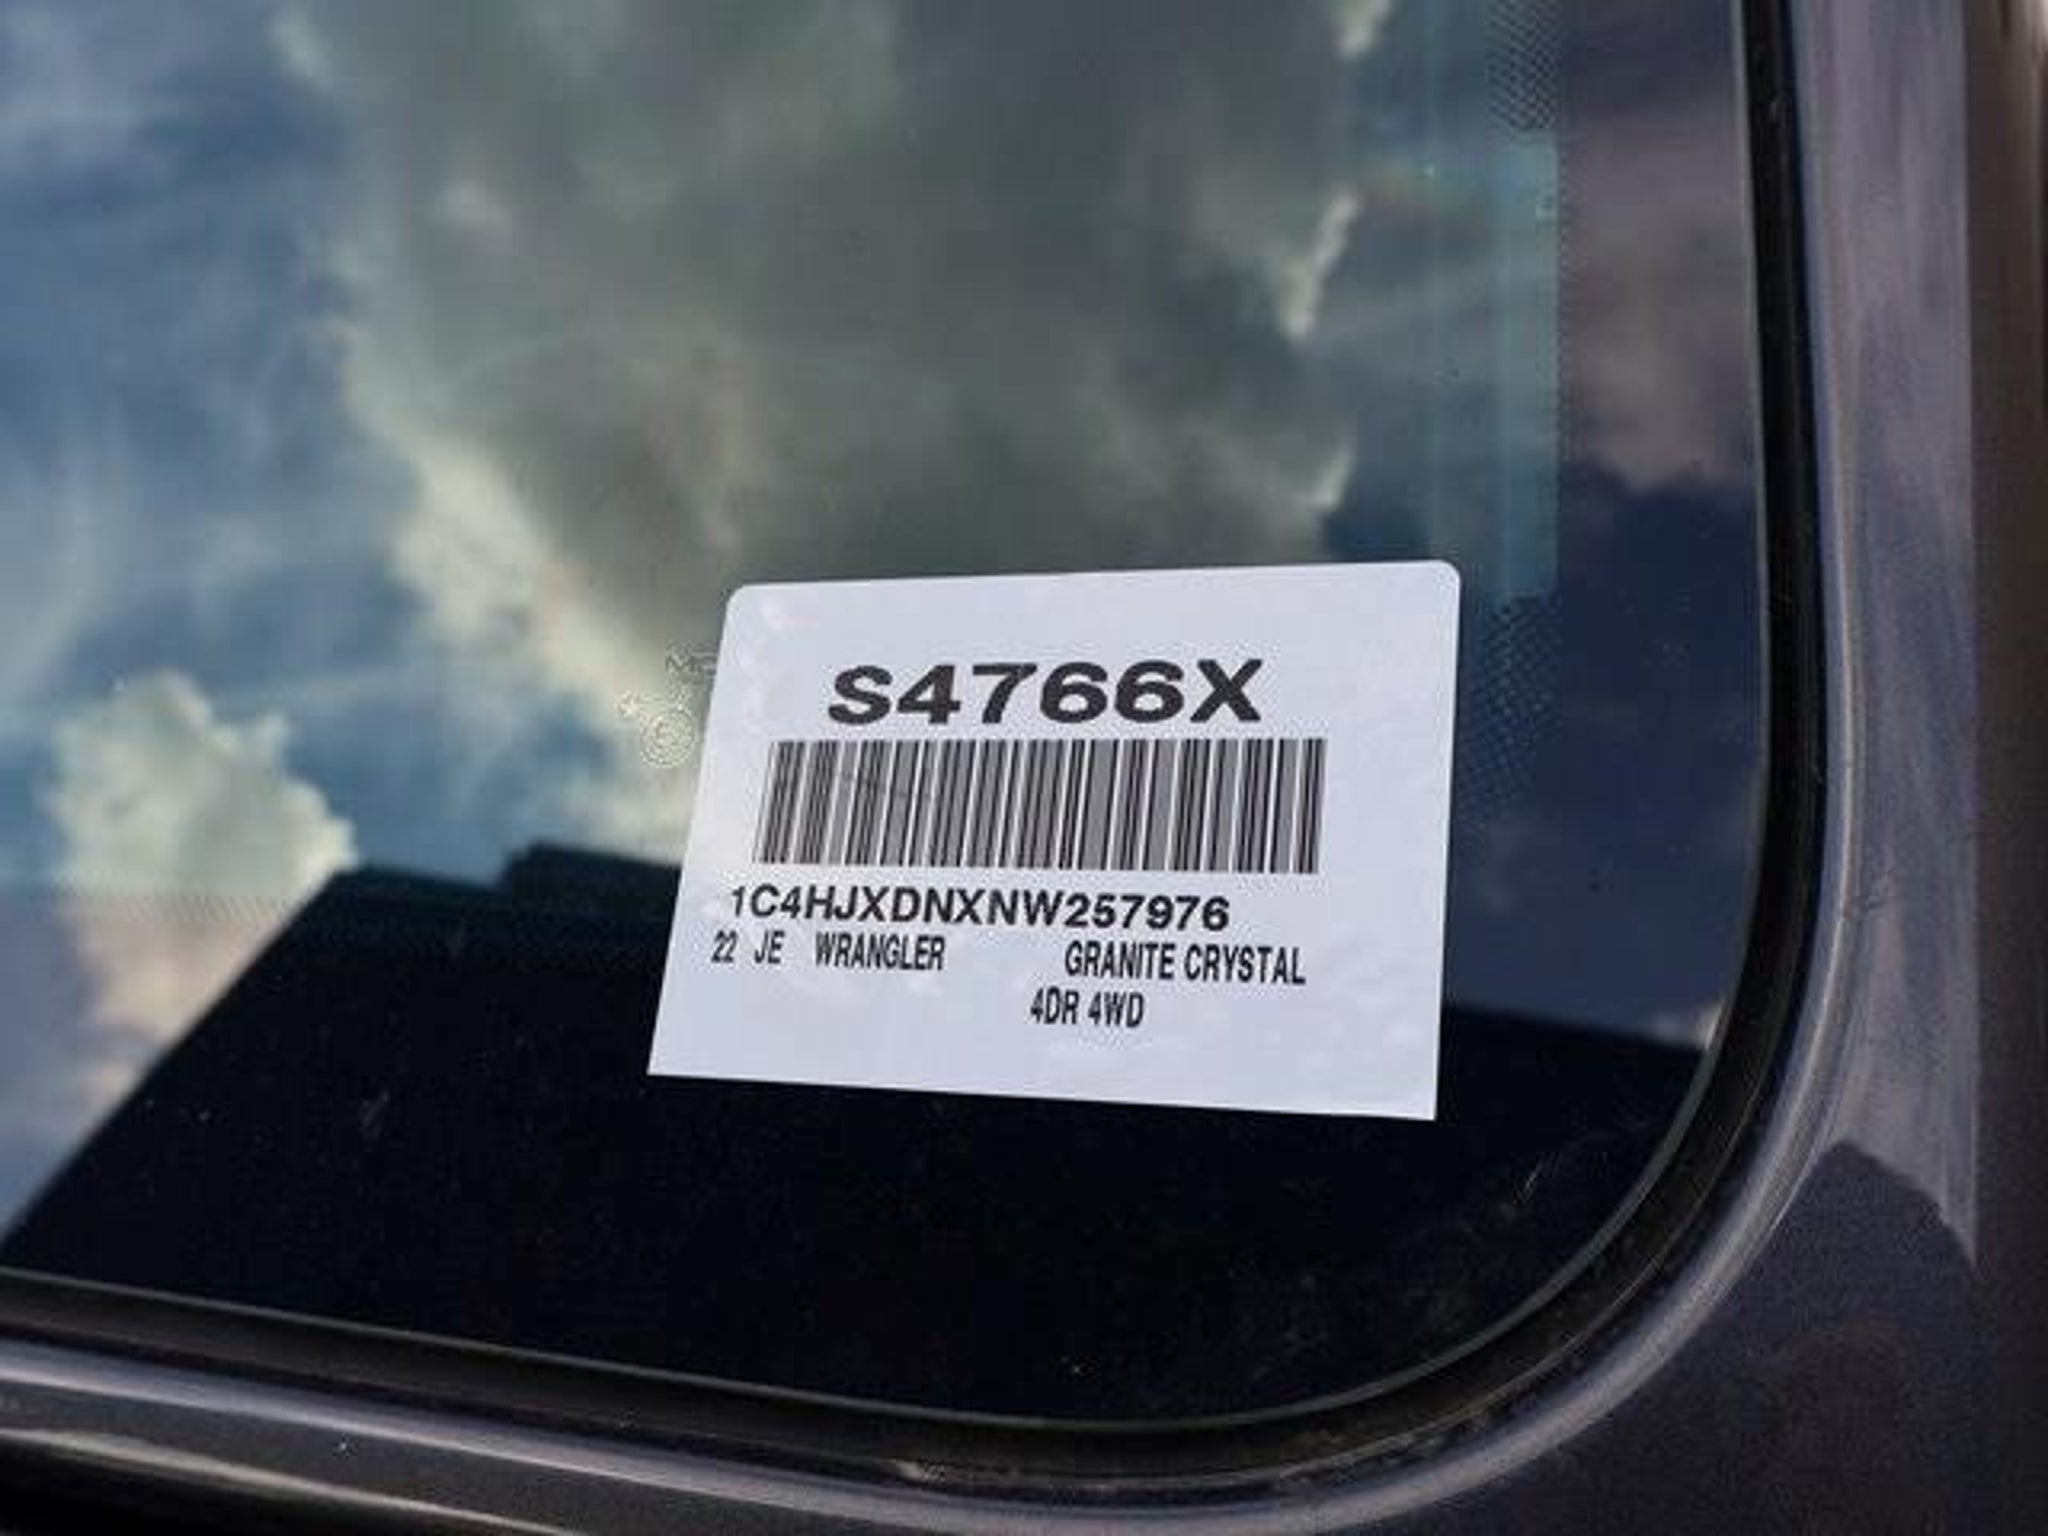 S4766X
1C4HJXDNXNW257976
22 JE WRANGLER GRANITE CRYSTAL
4DR 4WD